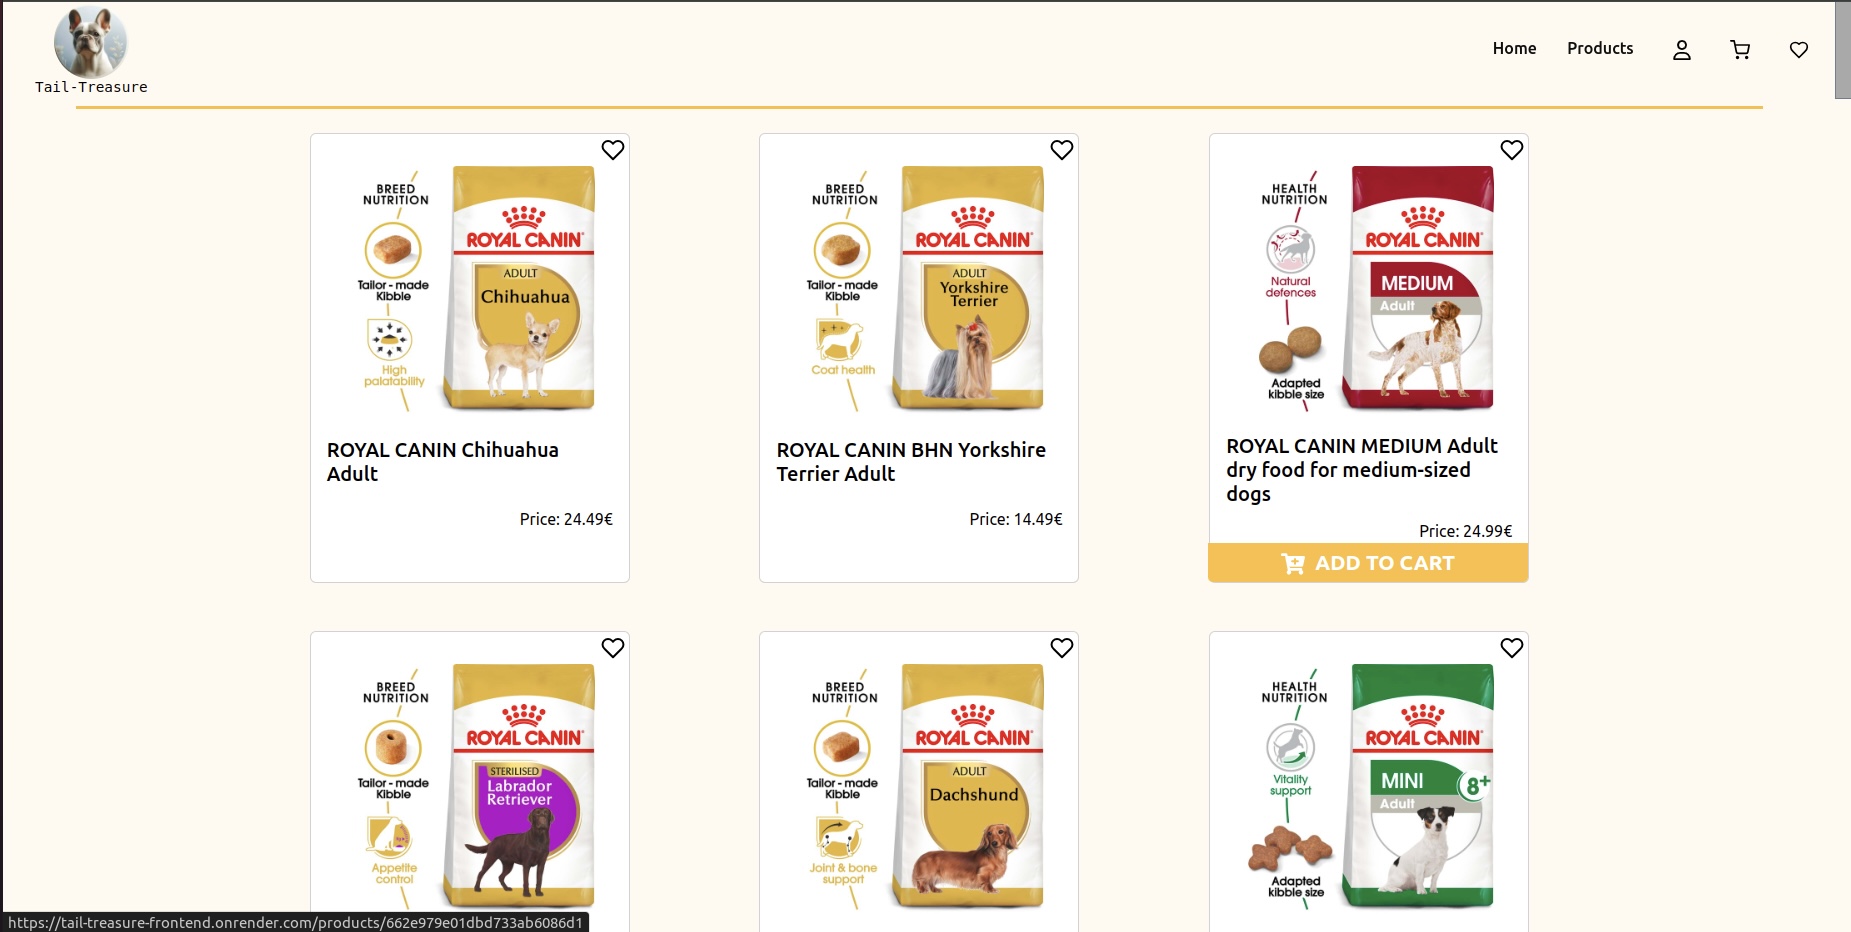 Tail-Treasure
Home
Products
BREED
NUTRITION
Tailor - made
Kibble
High
palatability
ROYAL CANIN
ADULT
Chihuahua
ROYAL CANIN Chihuahua
Adult
Price: 24.49€
BREED
NUTRITION
Tailor - made
Kibble
Coat health
ROYAL CANIN
ADULT
Yorkshire
Terrier
ROYAL CANIN BHN Yorkshire
Terrier Adult
Price: 14.49€
HEALTH
NUTRITION
Natural
defences
Adapted
kibble size
ROYAL CANIN
MEDIUM
Adult
ROYAL CANIN MEDIUM Adult
dry food for medium-sized
dogs
Price: 24.99€
ADD TO CART
BREED
NUTRITION
Tailor - made
Kibble
Appetite
control
ROYAL CANIN
STERILISED
Labrador
Retriever
BREED
NUTRITION
Tailor - made
Kibble
Joint & bone
support
ROYAL CANIN
ADULT
Dachshund
HEALTH
NUTRITION
Vitality
support
Adapted
kibble size
ROYAL CANIN
MINI
8+
Adult
https://tail-treasure-frontend.onrender.com/products/662e979e01dbd733ab6086d1